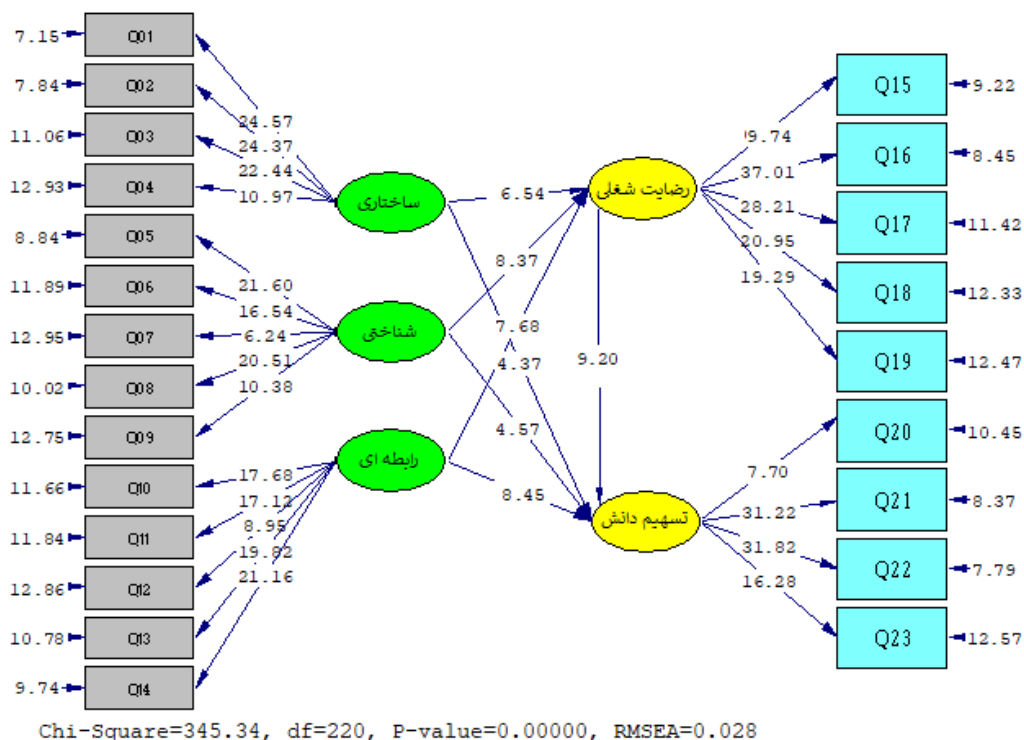 7.15 Q01
7.84 Q02
11.06 Q03
12.93 Q04
8.84 Q05
11.89 Q06
12.95 Q07
10.02 Q08
12.75 Q09
11.66 Q10
11.84 Q11
12.86 Q12
10.78 Q13
9.74 Q14
24.57
24.37
22.44
10.97
21.60
16.54
6.24
20.51
10.38
17.68
17.12
8.95
19.82
21.16
ساختاری
شناختی
رابطه ای
6.54
8.37
7.68
4.37
4.57
8.45
9.20
رضایت شغلی
تسهیم دانش
9.74
37.01
28.21
20.95
19.29
7.70
31.22
31.82
16.28
Q15 9.22
Q16 8.45
Q17 11.42
Q18 12.33
Q19 12.47
Q20 10.45
Q21 8.37
Q22 7.79
Q23 12.57
Chi-Square=345.34, df=220, P-value=0.00000, RMSEA=0.028